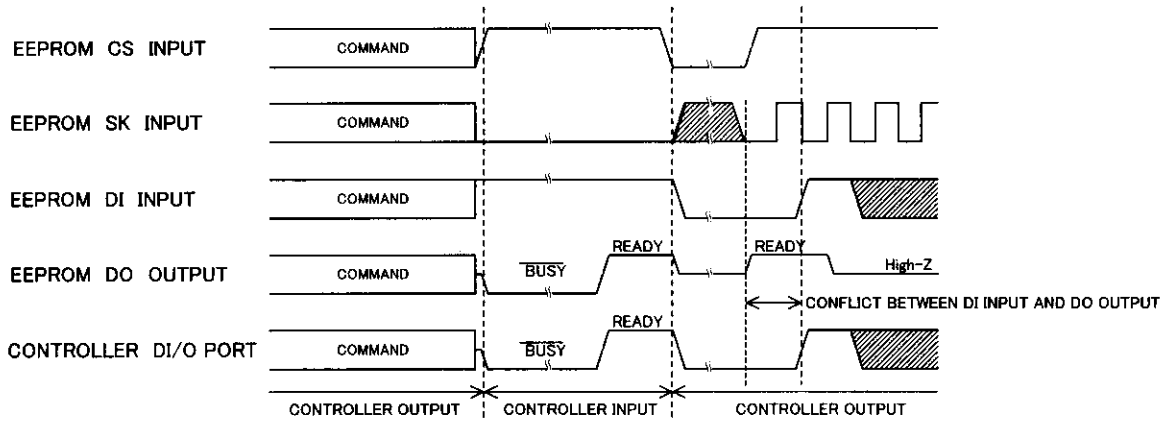 EEPROM CS INPUT COMMAND
EEPROM SK INPUT COMMAND
EEPROM DI INPUT COMMAND
EEPROM DO OUTPUT COMMAND BUSY READY READY High-Z
CONFLICT BETWEEN DI INPUT AND DO OUTPUT
CONTROLLER DI/O PORT COMMAND BUSY READY
CONTROLLER OUTPUT CONTROLLER INPUT CONTROLLER OUTPUT